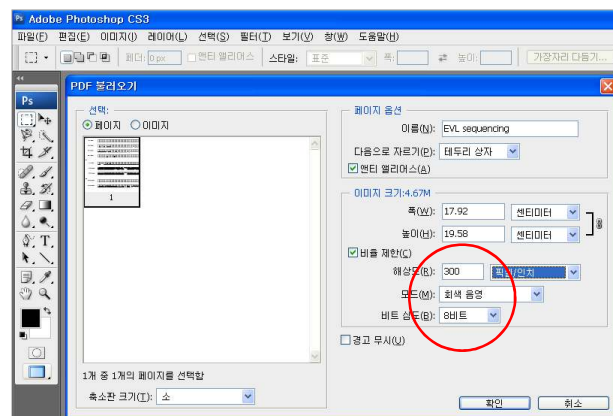 Adobe Photoshop CS3
파일(F) 편집(E) 이미지(I) 레이어(L) 선택(S) 필터(T) 보기(V) 창(W) 도움말(H)
페더: 0 px 앤티 앨리어스 스타일: 표준 폭: 높이: 가장자리 다듬기...
Ps
PDF 불러오기
선택:
페이지 이미지
1
1개 중 1개의 페이지를 선택함
축소판 크기(T): 소
페이지 옵션
이름(N): EVL sequencing
다음으로 자르기(P): 테두리 상자
앤티 앨리어스(A)
이미지 크기:4.67M
폭(W): 17.92 센티미터
높이(H): 19.58 센티미터
비율 제한(C)
해상도(R): 300 픽셀/인치
모드(M): 회색 음영
비트 심도(B): 8비트
경고 무시(U)
확인 취소